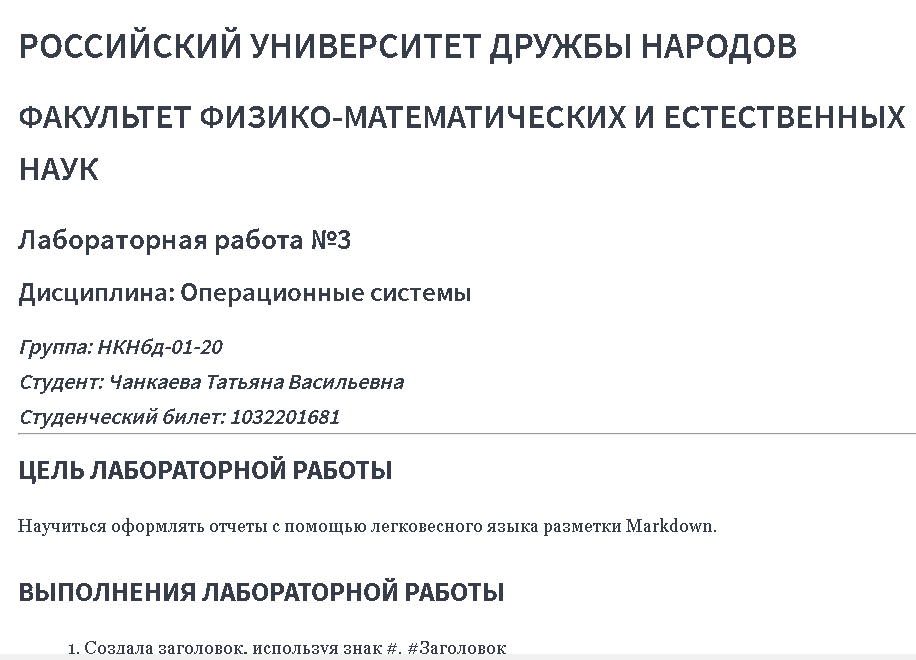 РОССИЙСКИЙ УНИВЕРСИТЕТ ДРУЖБЫ НАРОДОВ
ФАКУЛЬТЕТ ФИЗИКО-МАТЕМАТИЧЕСКИХ И ЕСТЕСТВЕННЫХ
НАУК
Лабораторная работа №3
Дисциплина: Операционные системы
Группа: НКНбд-01-20
Студент: Чанкаева Татьяна Васильевна
Студенческий билет: 1032201681
ЦЕЛЬ ЛАБОРАТОРНОЙ РАБОТЫ
Научиться оформлять отчеты с помощью легковесного языка разметки Markdown.
ВЫПОЛНЕНИЯ ЛАБОРАТОРНОЙ РАБОТЫ
1. Создала заголовок, используя знак #. #Заголовок